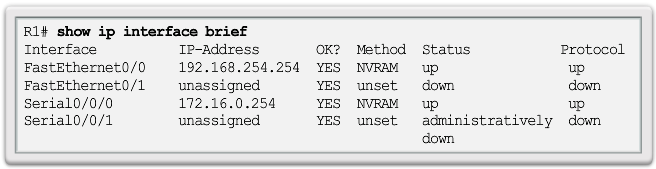 R1# show ip interface brief
Interface IP-Address OK? Method Status Protocol
FastEthernet0/0 192.168.254.254 YES NVRAM up up
FastEthernet0/1 unassigned YES unset down down
Serial0/0/0 172.16.0.254 YES NVRAM up up
Serial0/0/1 unassigned YES unset administratively down
down